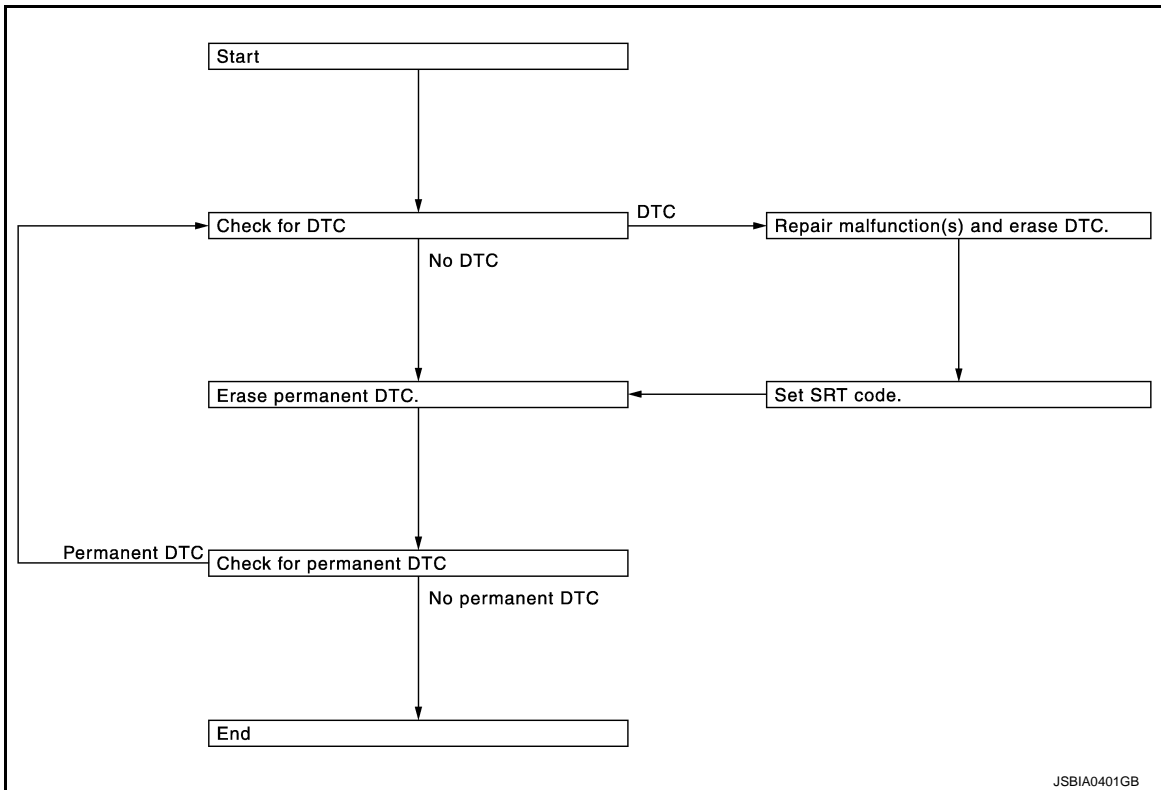 Start
Check for DTC
DTC
Repair malfunction(s) and erase DTC.
No DTC
Erase permanent DTC.
Set SRT code.
Permanent DTC
Check for permanent DTC
No permanent DTC
End
JSBIA0401GB